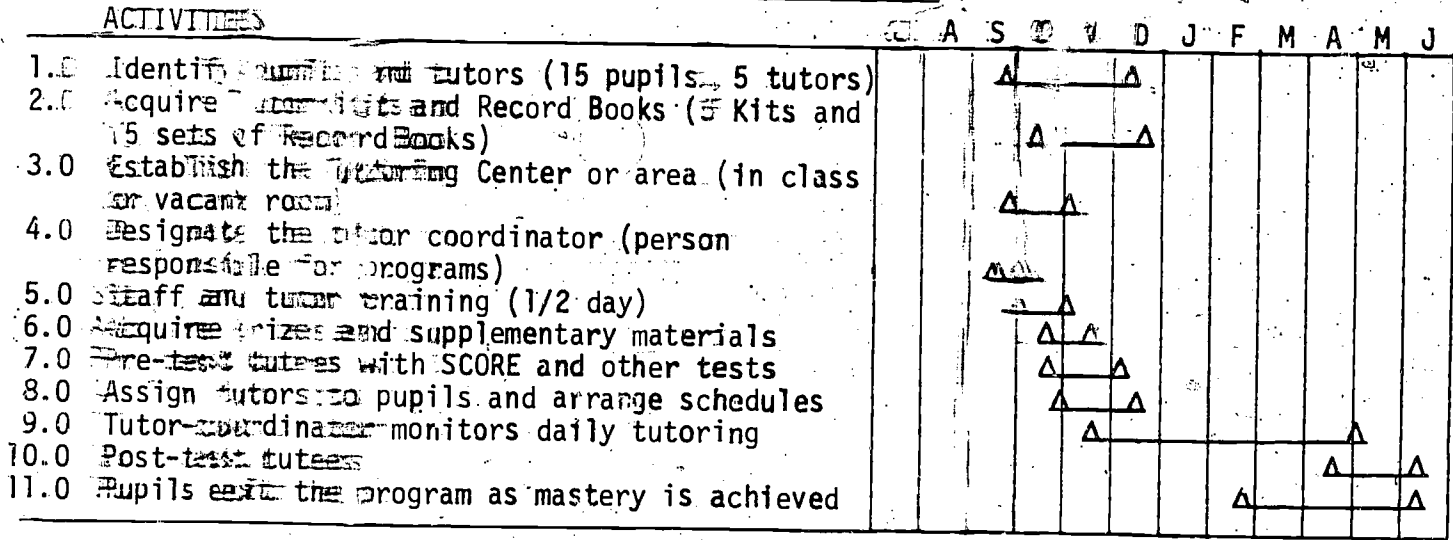 ACTIVITIES A S O N D J F M A M J
1.0 Identify and tutors (15 pupils, 5 tutors)
2.0 Acquire and Record Books (5 Kits and
15 sets of Record Books)
3.0 Establish the Tutoring Center or area (in class
or vacant room
4.0 Designate the coordinator (person
responsible for programs)
5.0 Staff and tutor training (1/2 day)
6.0 Acquire prizes and supplementary materials
7.0 Pre-test tutees with SCORE and other tests
8.0 Assign tutors to pupils and arrange schedules
9.0 Tutor-coordinator monitors daily tutoring
10.0 Post-test tutees
11.0 Pupils exit the program as mastery is achieved